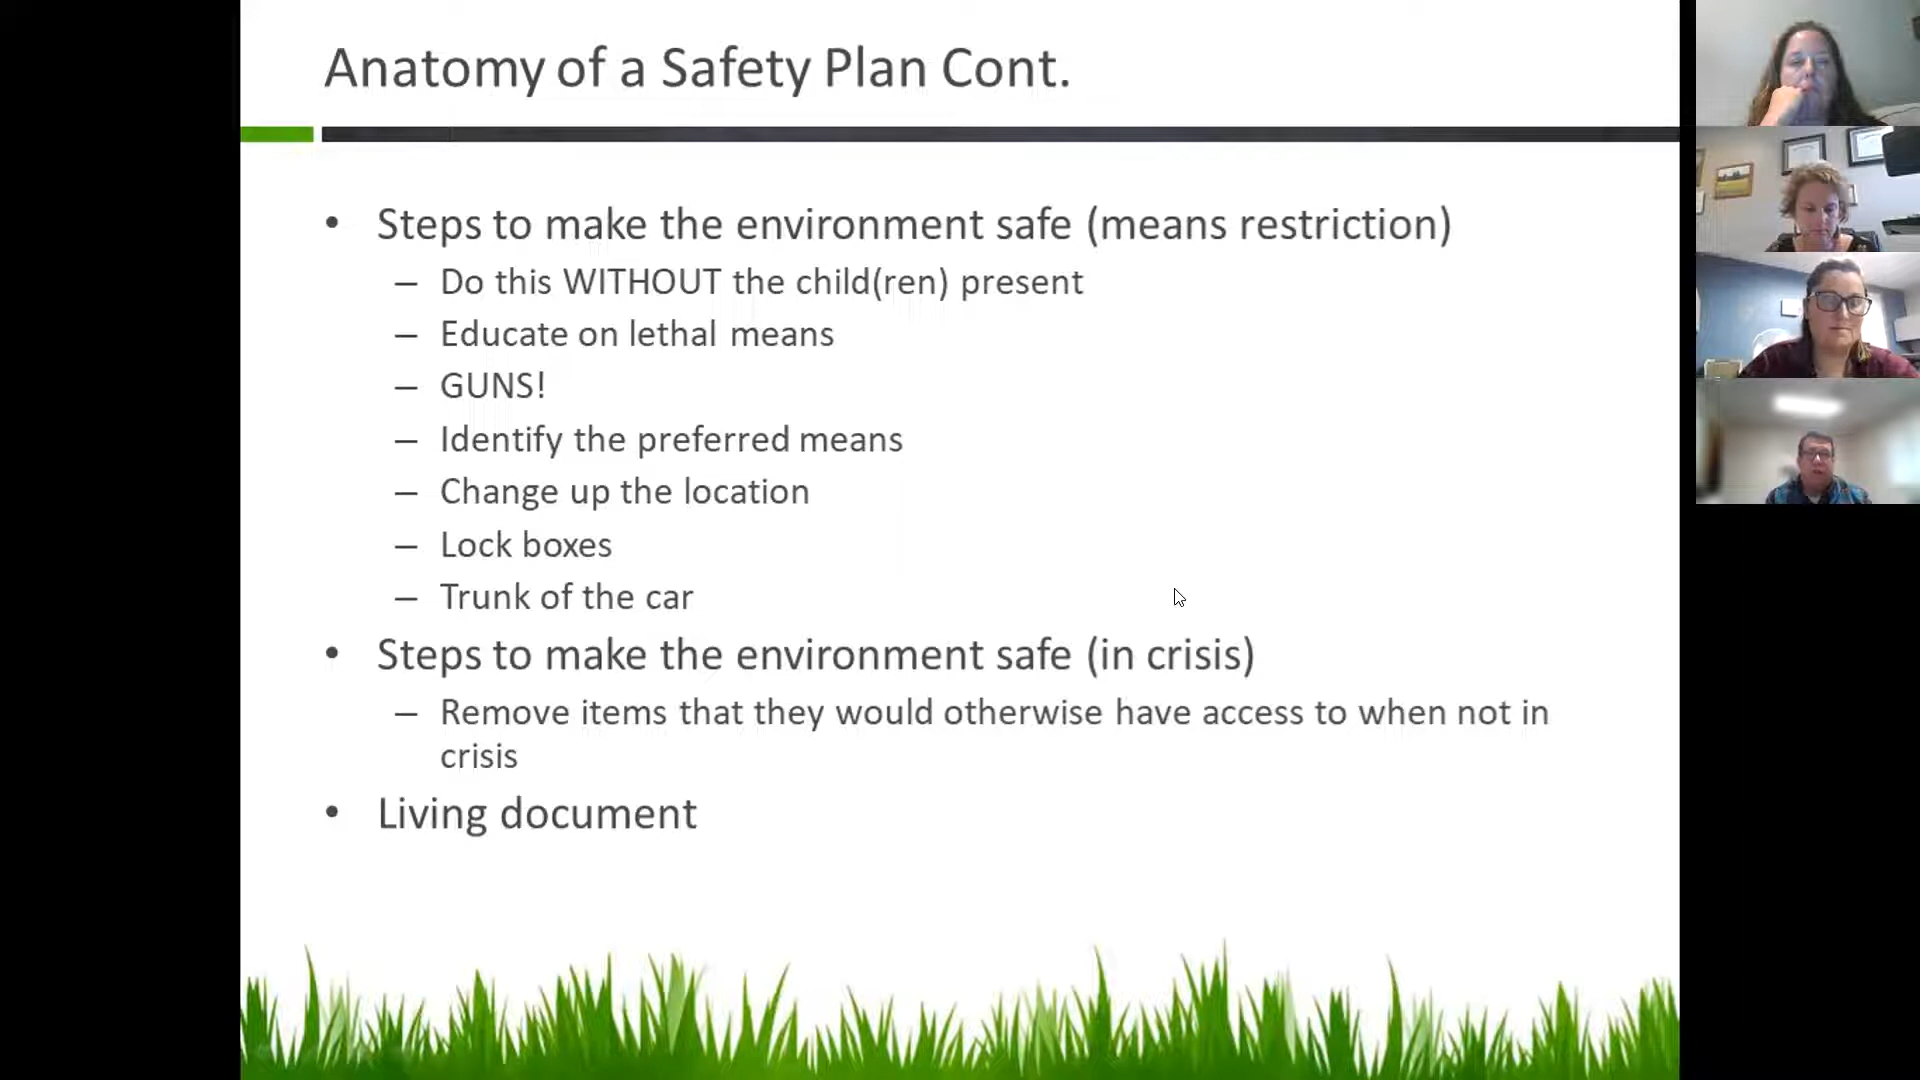 Anatomy of a Safety Plan Cont.
• Steps to make the environment safe (means restriction)
– Do this WITHOUT the child(ren) present
– Educate on lethal means
– GUNS!
– Identify the preferred means
– Change up the location
– Lock boxes
– Trunk of the car
• Steps to make the environment safe (in crisis)
– Remove items that they would otherwise have access to when not in
crisis
• Living document